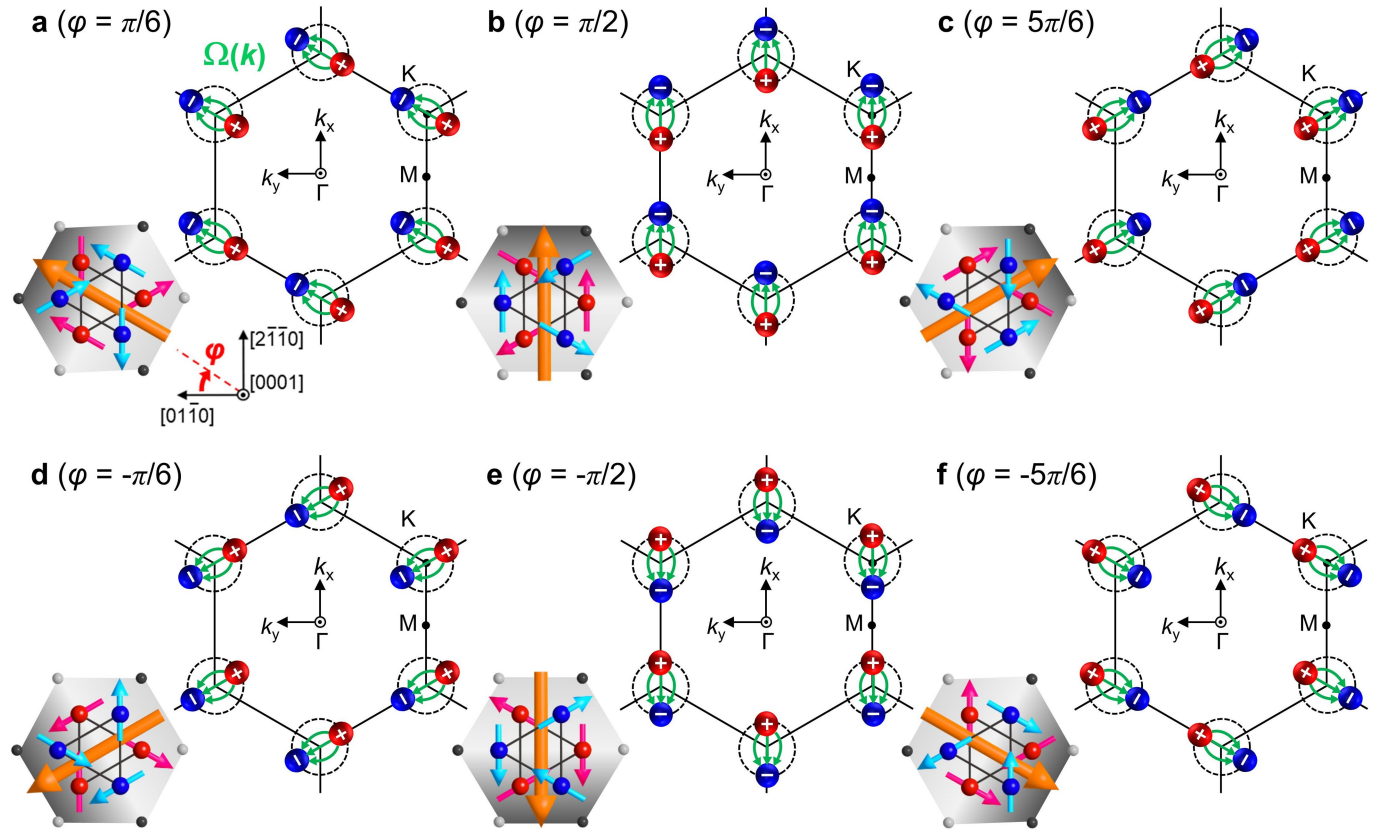 a (φ = π/6)
Ω(k)
K
kx
ky
Γ
M
φ
[21̄1̄0]
[0001]
[011̄0]
b (φ = π/2)
K
kx
ky
Γ
M
c (φ = 5π/6)
K
kx
ky
Γ
M
d (φ = -π/6)
K
kx
ky
Γ
M
e (φ = -π/2)
K
kx
ky
Γ
M
f (φ = -5π/6)
K
kx
ky
Γ
M